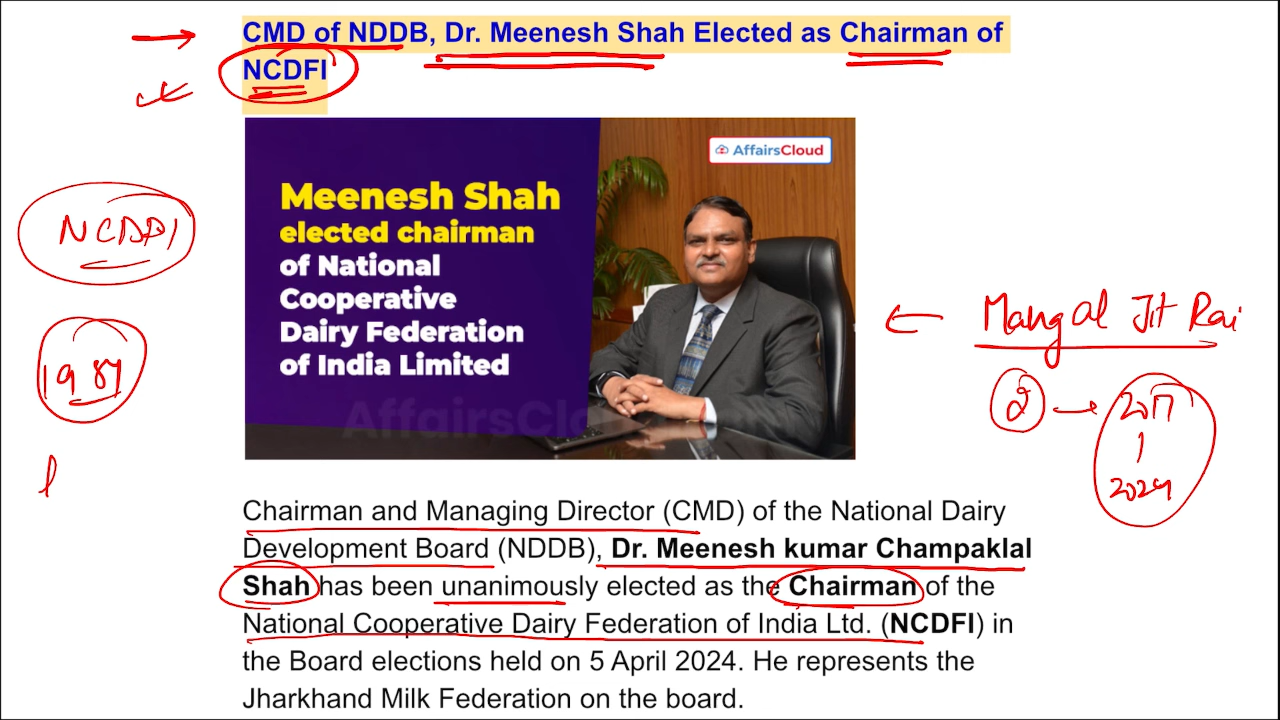 CMD of NDDB, Dr. Meenesh Shah Elected as Chairman of
NCDFI
AffairsCloud
Meenesh Shah
elected chairman
of National
Cooperative
Dairy Federation
of India Limited
AffairsCloud.com
NCDFI
Mangal Jit Rai
2
2017
2024
Chairman and Managing Director (CMD) of the National Dairy
Development Board (NDDB), Dr. Meenesh kumar Champaklal
Shah has been unanimously elected as the Chairman of the
National Cooperative Dairy Federation of India Ltd. (NCDFI) in
the Board elections held on 5 April 2024. He represents the
Jharkhand Milk Federation on the board.